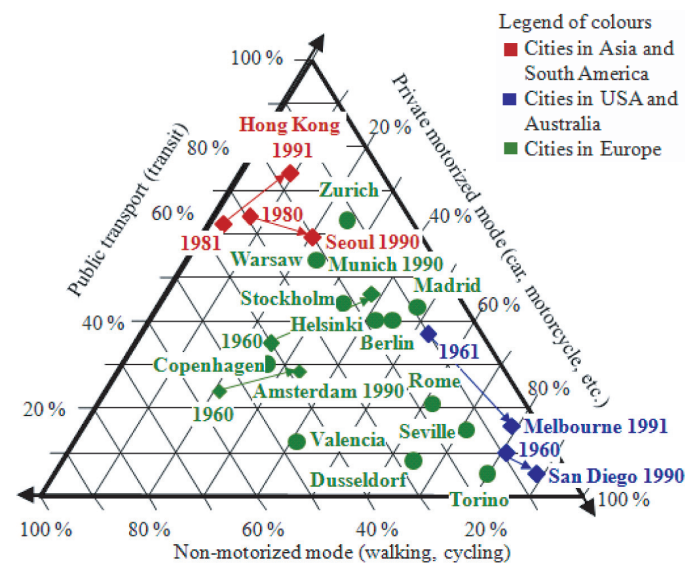 Legend of colours
Cities in Asia and
South America
Cities in USA and
Australia
Cities in Europe
Public transport (transit)
Private motorized mode (car, motorcycle, etc.)
Non-motorized mode (walking, cycling)
100 %
80 %
60 %
40 %
20 %
20 %
40 %
60 %
80 %
100 %
100 %
80 %
60 %
40 %
20 %
Hong Kong
1991
1981
1980
Seoul 1990
Zurich
Warsaw
Munich 1990
Stockholm
Madrid
Helsinki
1960
Berlin
1961
Copenhagen
Amsterdam 1990
1960
Rome
Valencia
Seville
Melbourne 1991
1960
Dusseldorf
San Diego 1990
Torino